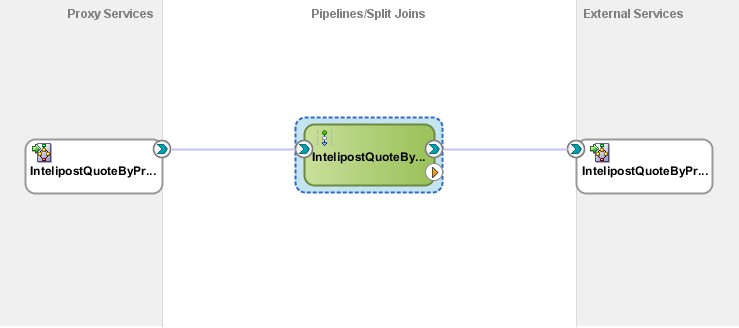 Proxy Services
Pipelines/Split Joins
External Services
IntelipostQuoteByPr...
IntelipostQuoteBy...
IntelipostQuoteByPr...